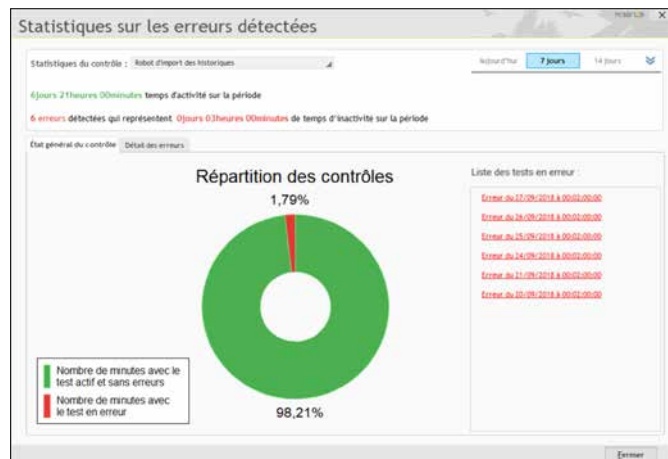 Statistiques sur les erreurs détectées
Statistiques du contrôle : Robot d'import des historiques
Aujourd'hui 7 jours 14 jours
6jours 21heures 00minutes temps d'activité sur la période
6 erreurs détectées qui représentent 0jours 03heures 00minutes de temps d'inactivité sur la période
État général du contrôle Détail des erreurs
Répartition des contrôles
1,79%
98,21%
Nombre de minutes avec le
test actif et sans erreurs
Nombre de minutes avec
le test en erreur
Liste des tests en erreur :
Erreur du 27/09/2018 à 00:02:00:00
Erreur du 26/09/2018 à 00:02:00:00
Erreur du 25/09/2018 à 00:02:00:00
Erreur du 24/09/2018 à 00:02:00:00
Erreur du 21/09/2018 à 00:02:00:00
Erreur du 20/09/2018 à 00:02:00:00
Fermer